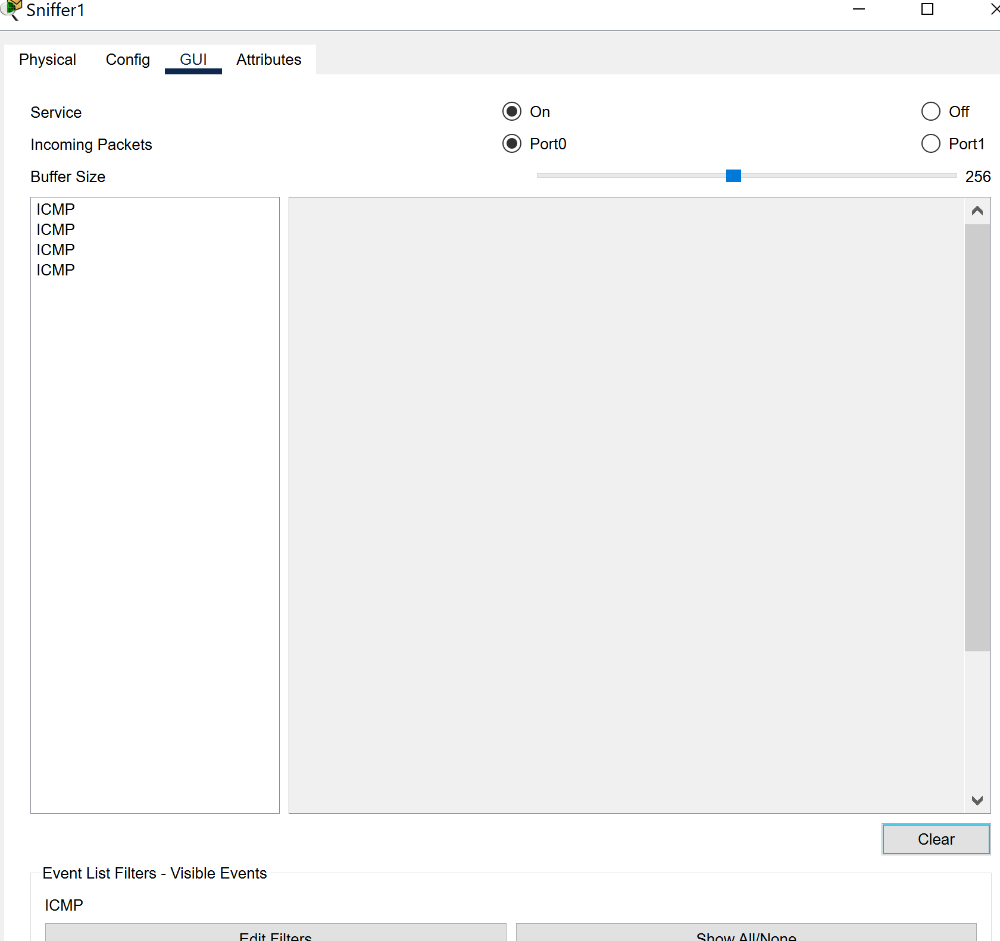 Sniffer1
Physical Config GUI Attributes
Service On Off
Incoming Packets Port0 Port1
Buffer Size 256
ICMP
ICMP
ICMP
ICMP
Clear
Event List Filters - Visible Events
ICMP
Edit Filters Show All/None